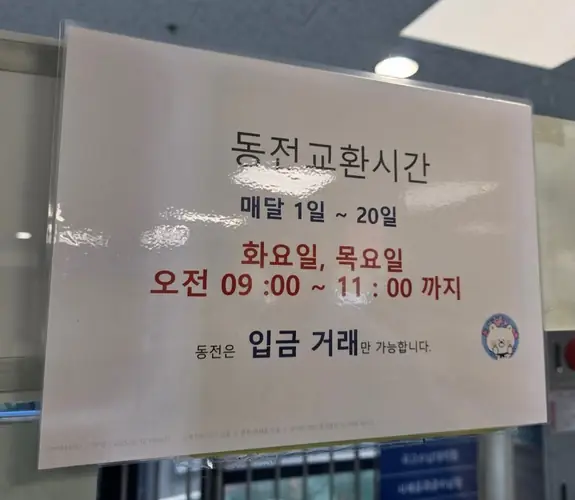 동전교환시간
매달 1일 ~ 20일
화요일, 목요일
오전 09 :00 ~ 11 : 00 까지
동전은 입금 거래만 가능합니다.